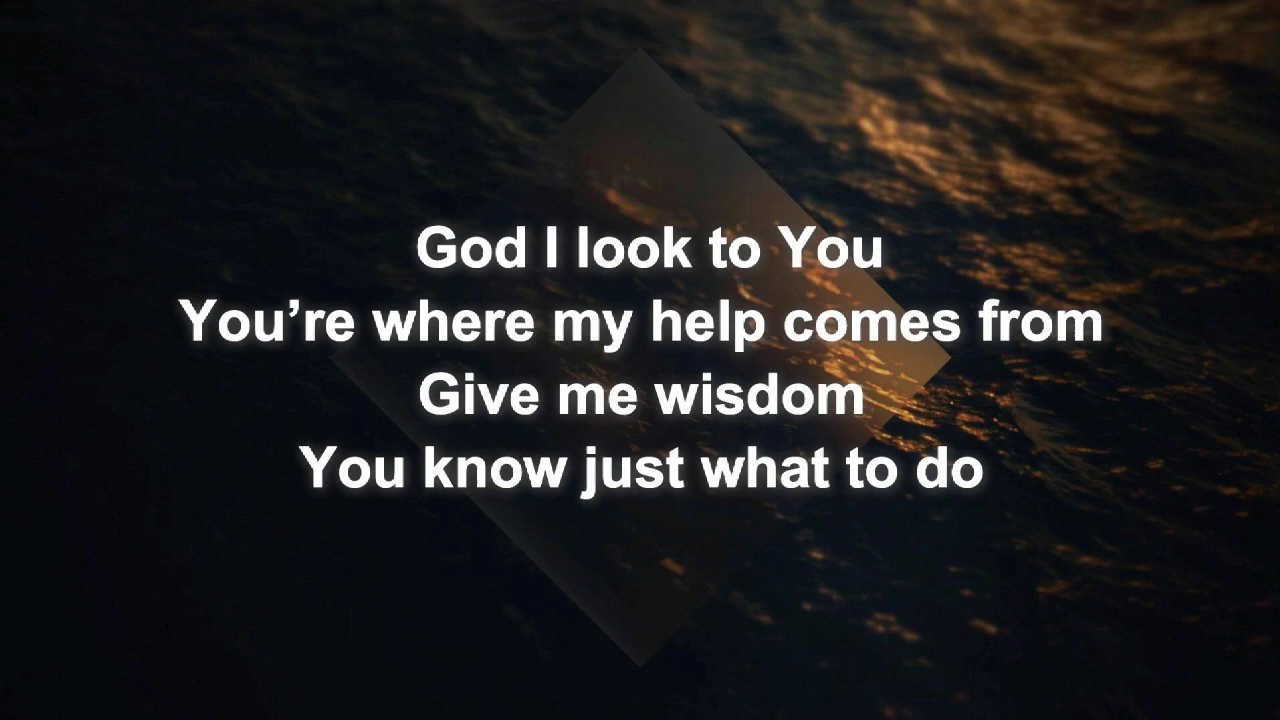 God I look to You
You’re where my help comes from
Give me wisdom
You know just what to do